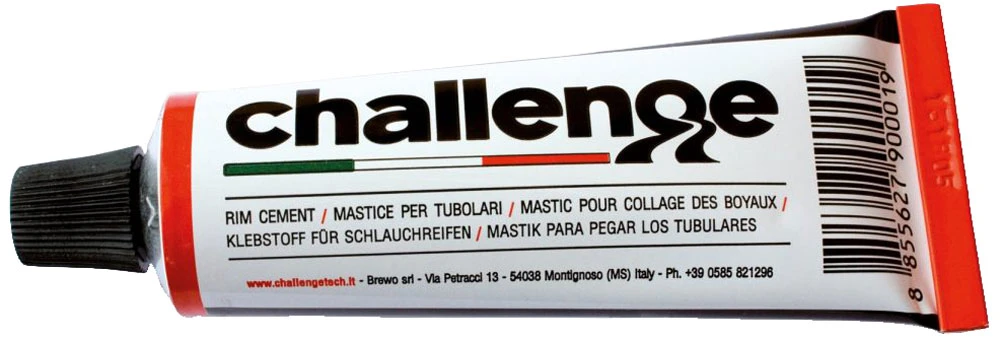 challenge
RIM CEMENT / MASTICE PER TUBOLARI / MASTIC POUR COLLAGE DES BOYAUX /
KLEBSTOFF FÜR SCHLAUCHREIFEN / MASTIK PARA PEGAR LOS TUBULARES
www.challengetech.it - Brewo srl - Via Petracci 13 - 54038 Montignoso (MS) Italy - Ph. +39 0585 821296
8 855627 900019